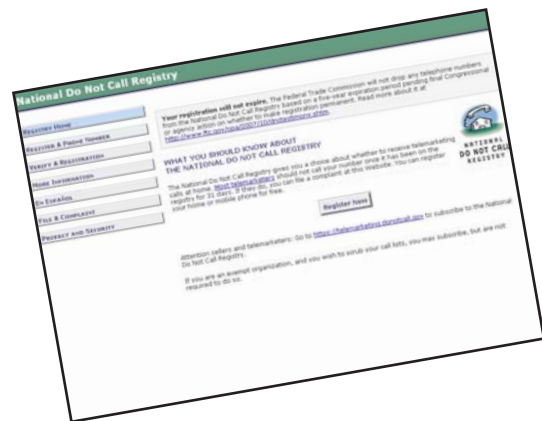 National Do Not Call Registry
REGISTRY HOME
REGISTER A PHONE NUMBER
VERIFY A REGISTRATION
MORE INFORMATION
EN ESPAÑOL
FILE A COMPLAINT
PRIVACY AND SECURITY
Your registration will not expire. The Federal Trade Commission will not drop any telephone numbers
from the National Do Not Call Registry based on a five-year expiration period pending final Congressional
or agency action on whether to make registration permanent. Read more about it at
WHAT YOU SHOULD KNOW ABOUT
THE NATIONAL DO NOT CALL REGISTRY
The National Do Not Call Registry gives you a choice about whether to receive telemarketing
calls at home. Most telemarketers should not call your number once it has been on the
registry for 31 days. If they do, you can file a complaint at this Website. You can register
your home or mobile phone for free.
NATIONAL
DO NOT CALL
REGISTRY
Register Now
Attention sellers and telemarketers: Go to https://telemarketing.donotcall.gov to subscribe to the National
Do Not Call Registry.
If you are an exempt organization, and you wish to scrub your call lists, you may subscribe, but are not
required to do so.